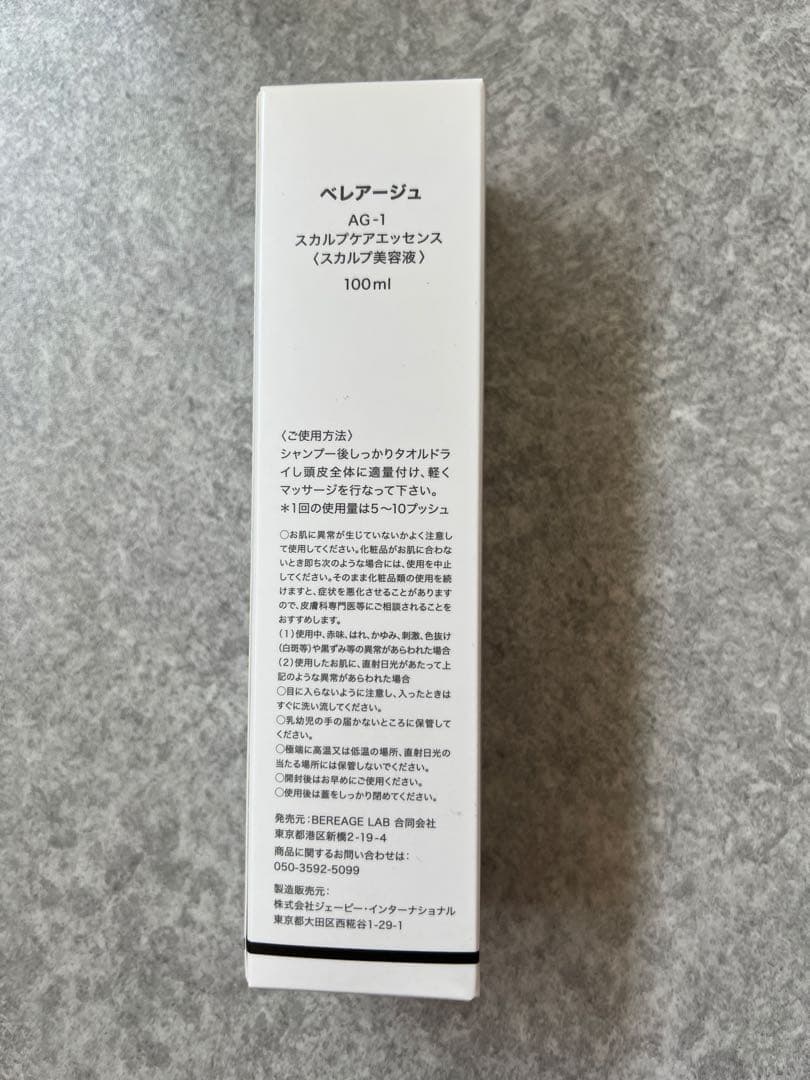 ベレアージュ
AG-1
スカルプケアエッセンス
〈スカルプ美容液〉
100ml
〈ご使用方法〉
シャンプー後しっかりタオルドラ
イし頭皮全体に適量付け、軽く
マッサージを行なって下さい。
＊1回の使用量は5〜10プッシュ
○お肌に異常が生じていないかよく注意し
て使用してください。化粧品がお肌に合わな
いとき即ち次のような場合には、使用を中止
してください。そのまま化粧品類の使用を続
けますと、症状を悪化させることがあります
ので、皮膚科専門医等にご相談されることを
おすすめします。
（1）使用中、赤味、はれ、かゆみ、刺激、色抜け
（白斑等）や黒ずみ等の異常があらわれた場合
（2）使用したお肌に、直射日光があたって上
記のような異常があらわれた場合
○目に入らないように注意し、入ったときは
すぐに洗い流してください。
○乳幼児の手の届かないところに保管して
ください。
○極端に高温又は低温の場所、直射日光の
当たる場所には保管しないでください。
○開封後はお早めにご使用ください。
○使用後は蓋をしっかり閉めてください。
発売元：BEREAGE LAB 合同会社
東京都港区新橋2-19-4
商品に関するお問い合わせは：
050-3592-5099
製造販売元：
株式会社ジェーピー・インターナショナル
東京都大田区西糀谷1-29-1